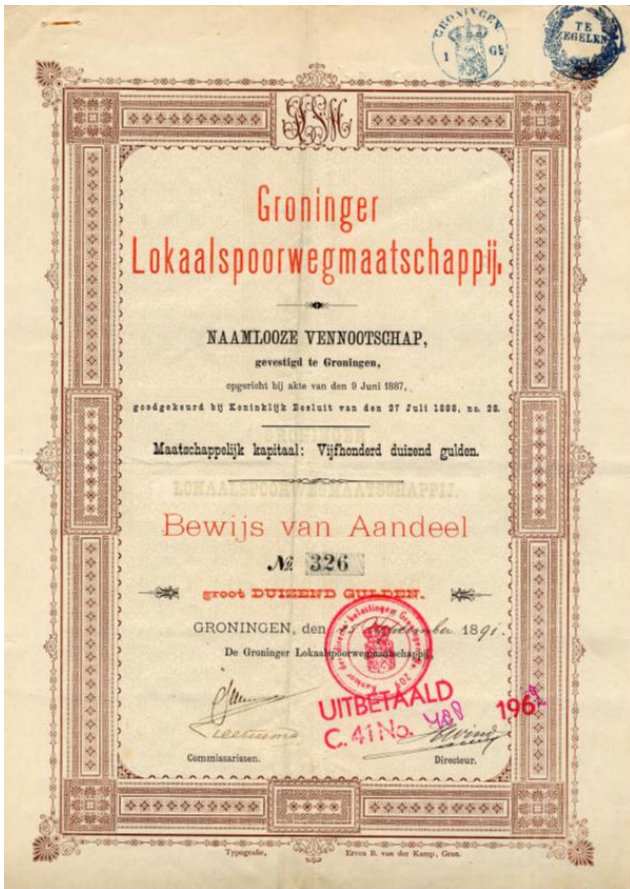 GRONINGEN
TE
ZEGELEN
Groninger
Lokaalspoorwegmaatschappij,
NAAMLOOZE VENNOOTSCHAP,
gevestigd te Groningen,
opgericht bij akte van den 9 Juni 1887,
goedgekeurd bij Koninklijk Besluit van den 27 Juli 1888, no. 28.
Maatschappelijk kapitaal: Vijfhonderd duizend gulden.
LOKAALSPOORWEGMAATSCHAPPIJ.
Bewijs van Aandeel
№ 326
groot DUIZEND GULDEN.
GRONINGEN, den 1891.
De Groninger Lokaalspoorwegmaatschappij,
UITBETAALD 196
C. 41 No. 488
Commissarissen. Directeur.
Typografie, Erven B. van der Kamp, Gron.